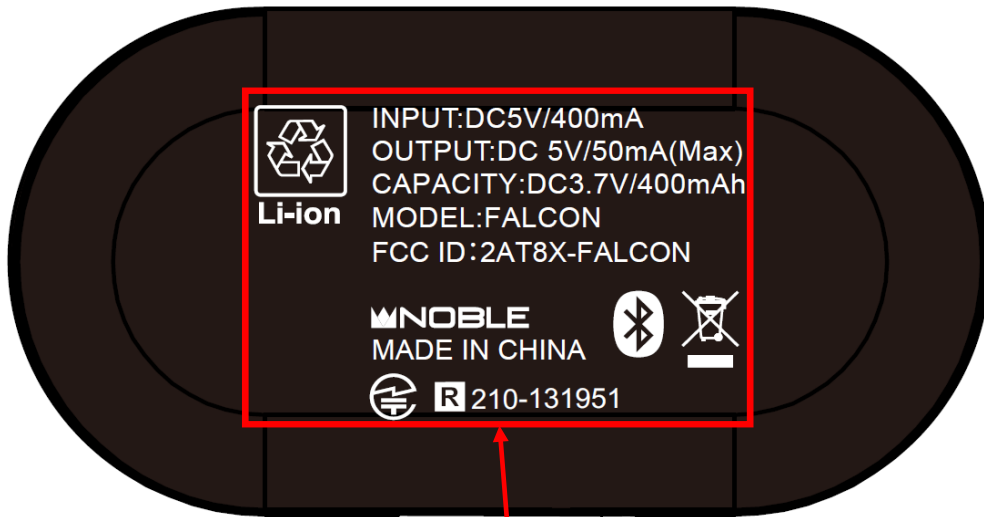 INPUT:DC5V/400mA
OUTPUT:DC 5V/50mA(Max)
CAPACITY:DC3.7V/400mAh
Li-ion
MODEL:FALCON
FCC ID:2AT8X-FALCON
NOBLE
MADE IN CHINA
R 210-131951